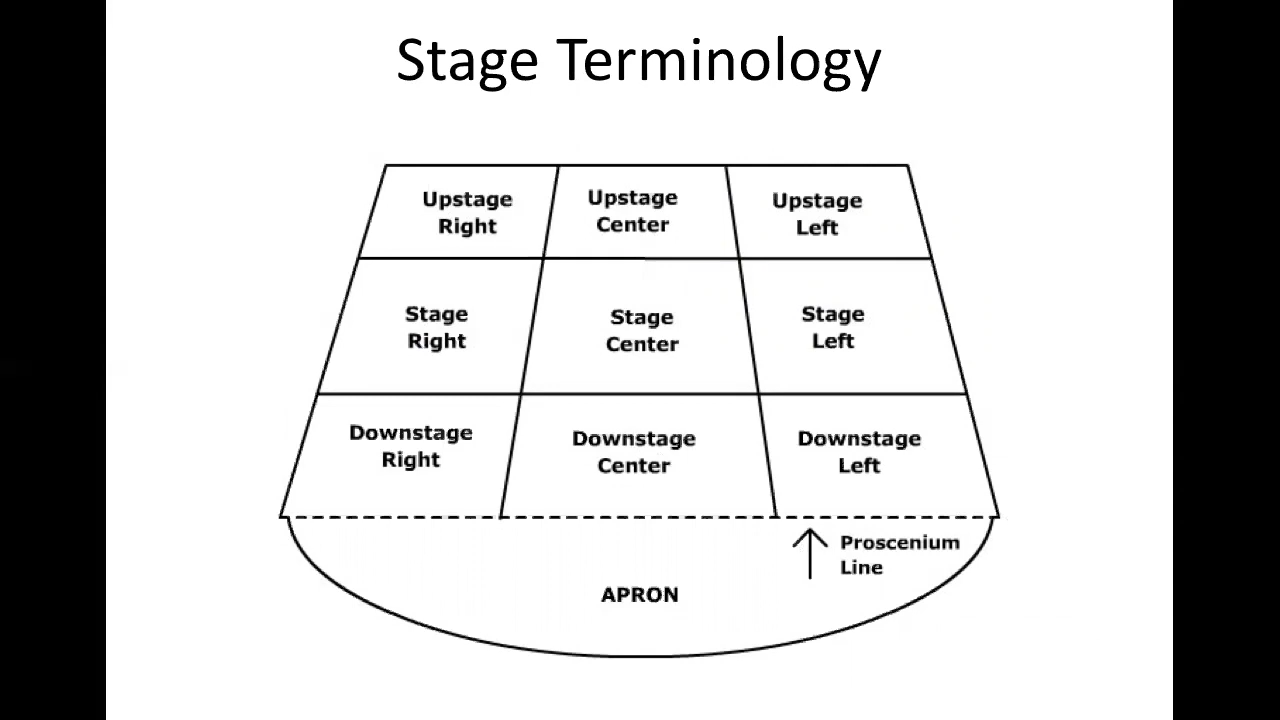 Stage Terminology
Upstage
Right
Upstage
Center
Upstage
Left
Stage
Right
Stage
Center
Stage
Left
Downstage
Right
Downstage
Center
Downstage
Left
Proscenium
Line
APRON